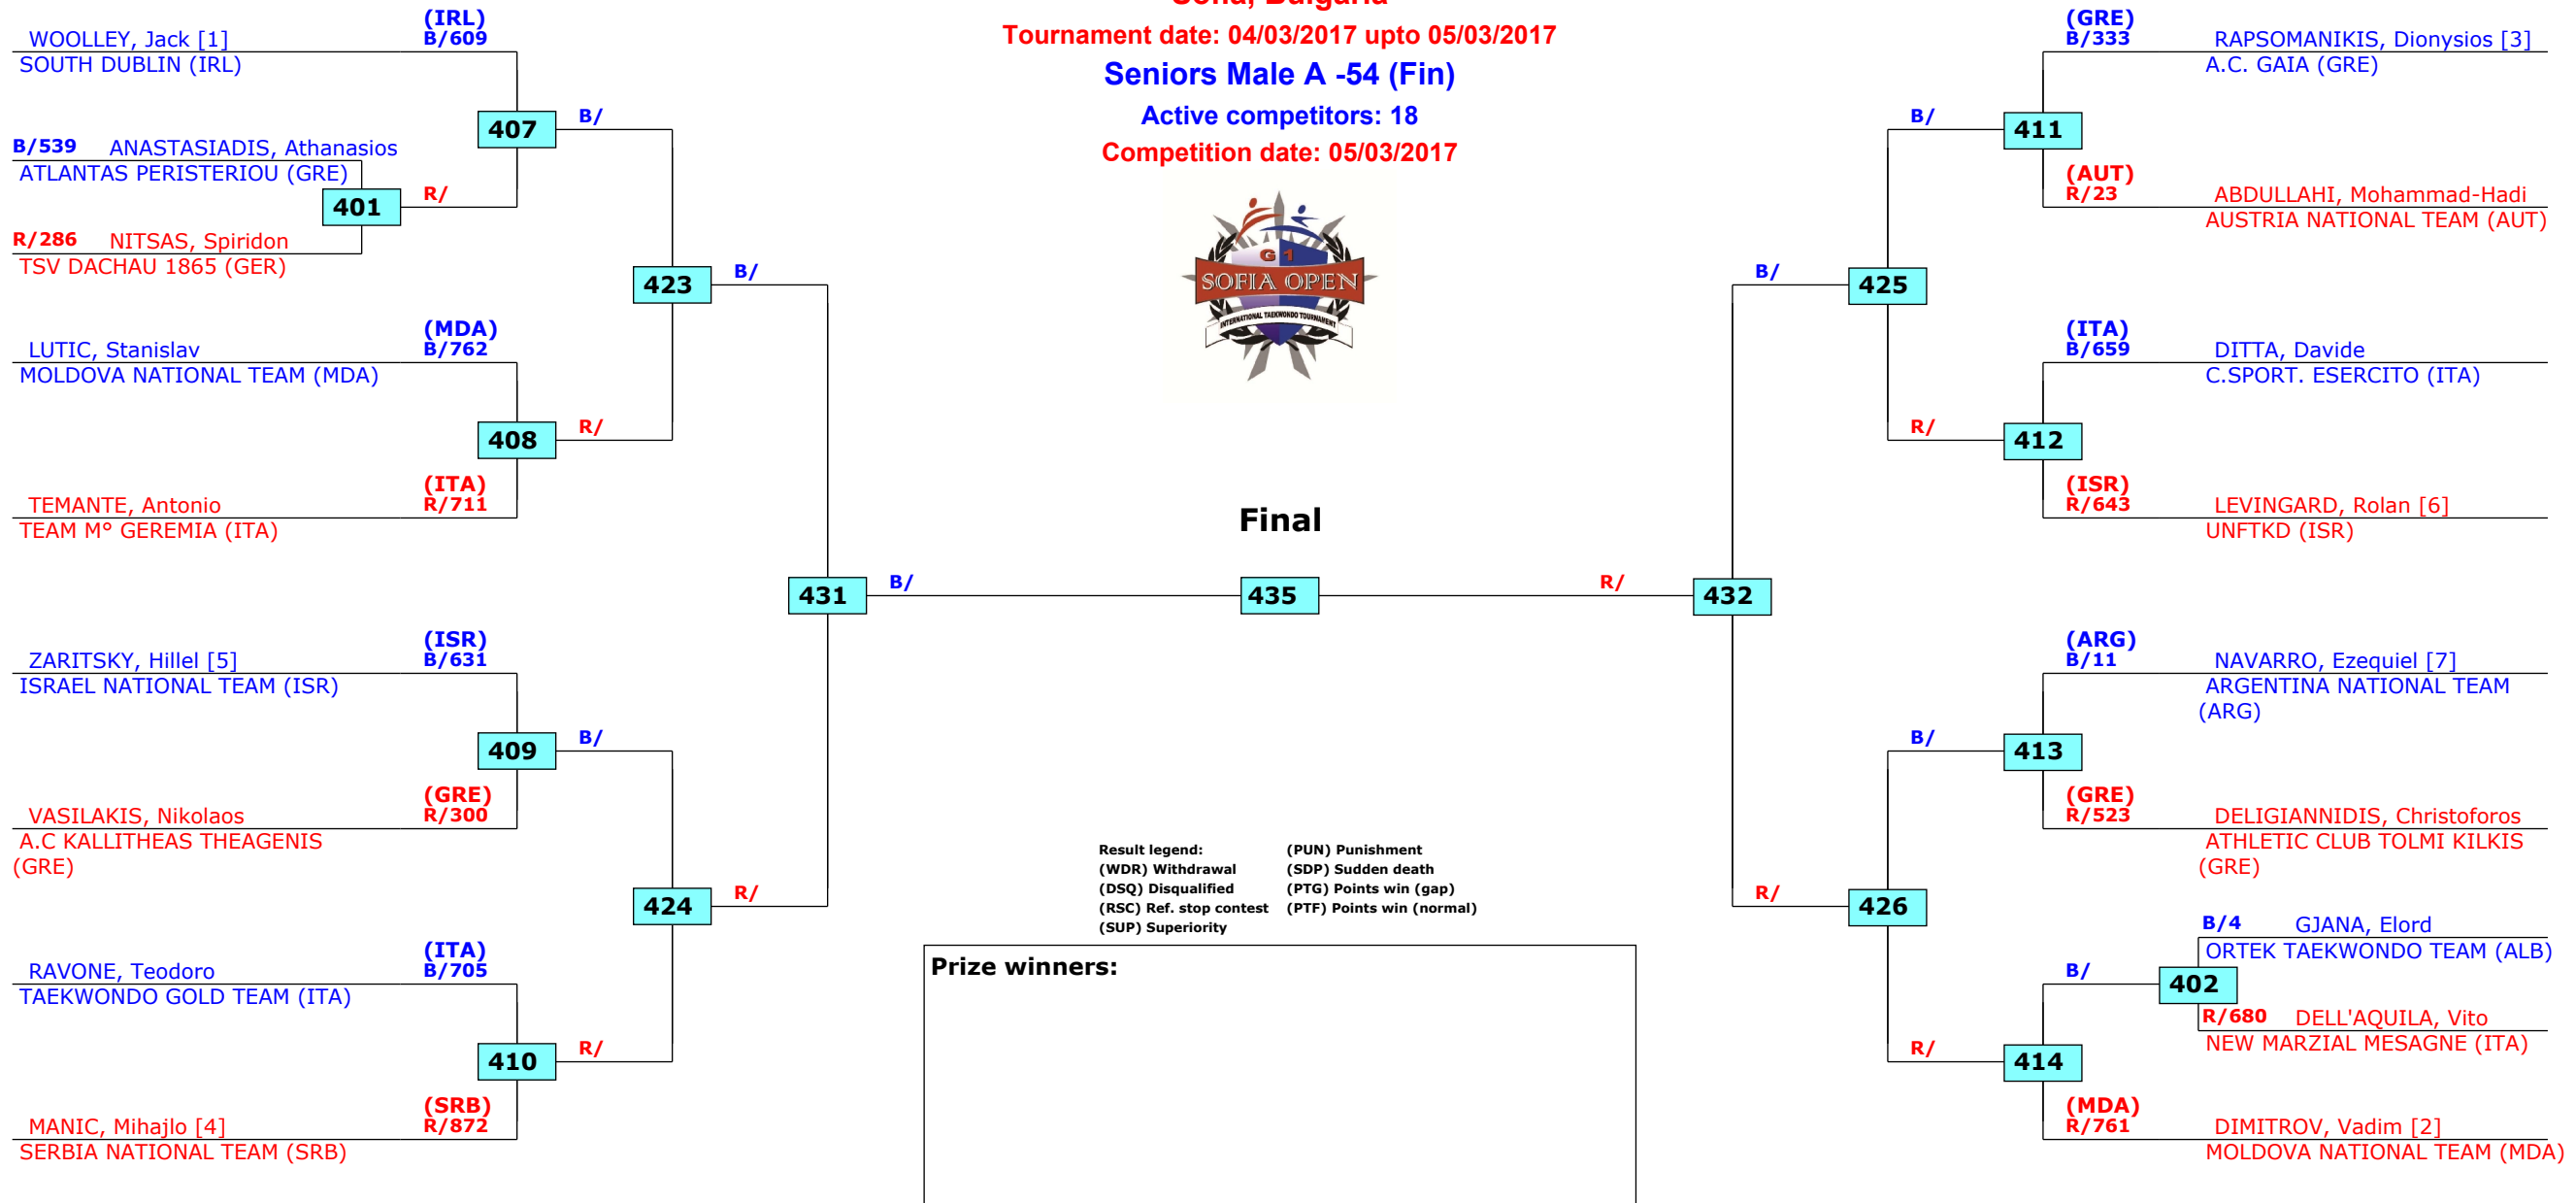 Sofia, Bulgaria
Tournament date: 04/03/2017 upto 05/03/2017
Seniors Male A -54 (Fin)
Active competitors: 18
Competition date: 05/03/2017
G 1
SOFIA OPEN
INTERNATIONAL TAEKWONDO TOURNAMENT
(IRL)
WOOLLEY, Jack [1] B/609
SOUTH DUBLIN (IRL)
407 B/
B/539 ANASTASIADIS, Athanasios
ATLANTAS PERISTERIOU (GRE)
401 R/
R/286 NITSAS, Spiridon
TSV DACHAU 1865 (GER)
423 B/
(MDA)
LUTIC, Stanislav B/762
MOLDOVA NATIONAL TEAM (MDA)
408 R/
(ITA)
TEMANTE, Antonio R/711
TEAM Mº GEREMIA (ITA)
431 B/
(ISR)
ZARITSKY, Hillel [5] B/631
ISRAEL NATIONAL TEAM (ISR)
409 B/
(GRE)
VASILAKIS, Nikolaos R/300
A.C KALLITHEAS THEAGENIS
(GRE)
424 R/
(ITA)
RAVONE, Teodoro B/705
TAEKWONDO GOLD TEAM (ITA)
410 R/
(SRB)
MANIC, Mihajlo [4] R/872
SERBIA NATIONAL TEAM (SRB)
Final
435
(GRE)
B/333 RAPSOMANIKIS, Dionysios [3]
A.C. GAIA (GRE)
B/ 411
(AUT)
R/23 ABDULLAHI, Mohammad-Hadi
AUSTRIA NATIONAL TEAM (AUT)
B/ 425
(ITA)
B/659 DITTA, Davide
C.SPORT. ESERCITO (ITA)
R/ 412
(ISR)
R/643 LEVINGARD, Rolan [6]
UNFTKD (ISR)
R/ 432
(ARG)
B/11 NAVARRO, Ezequiel [7]
ARGENTINA NATIONAL TEAM
(ARG)
B/ 413
(GRE)
R/523 DELIGIANNIDIS, Christoforos
ATHLETIC CLUB TOLMI KILKIS
(GRE)
R/ 426
B/4 GJANA, Elord
ORTEK TAEKWONDO TEAM (ALB)
B/ 402
R/680 DELL'AQUILA, Vito
NEW MARZIAL MESAGNE (ITA)
R/ 414
(MDA)
R/761 DIMITROV, Vadim [2]
MOLDOVA NATIONAL TEAM (MDA)
Result legend: (PUN) Punishment
(WDR) Withdrawal (SDP) Sudden death
(DSQ) Disqualified (PTG) Points win (gap)
(RSC) Ref. stop contest (PTF) Points win (normal)
(SUP) Superiority
Prize winners: